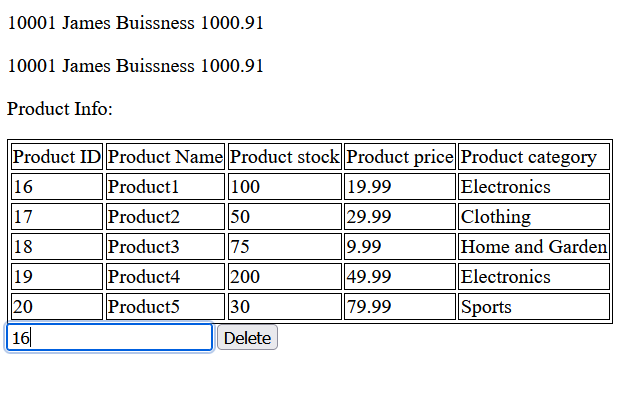 10001 James Buissness 1000.91
10001 James Buissness 1000.91
Product Info:
Product ID Product Name Product stock Product price Product category
16 Product1 100 19.99 Electronics
17 Product2 50 29.99 Clothing
18 Product3 75 9.99 Home and Garden
19 Product4 200 49.99 Electronics
20 Product5 30 79.99 Sports
16 Delete